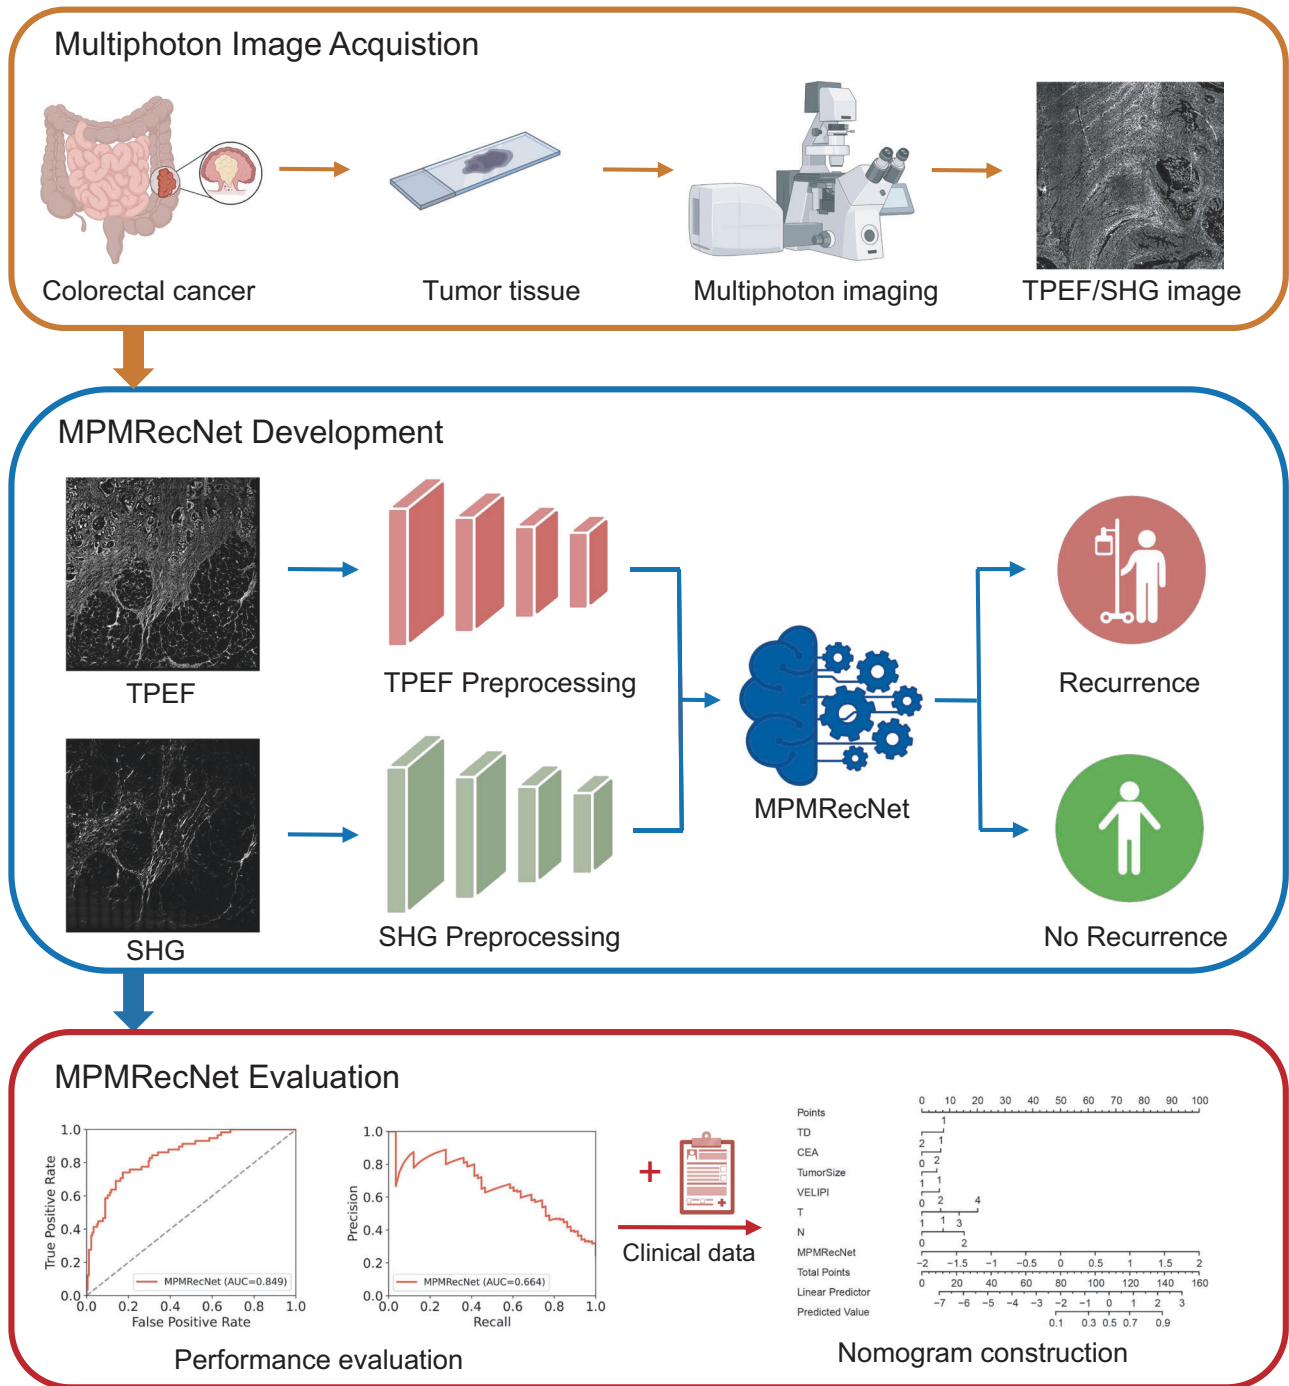 Multiphoton Image Acquistion
Colorectal cancer
Tumor tissue
Multiphoton imaging
TPEF/SHG image
MPMRecNet Development
TPEF
TPEF Preprocessing
SHG
SHG Preprocessing
MPMRecNet
Recurrence
No Recurrence
MPMRecNet Evaluation
1.0
0.8
0.6
0.4
0.2
0.0
True Positive Rate
MPMRecNet (AUC=0.849)
0.0 0.2 0.4 0.6 0.8 1.0
False Positive Rate
1.0
0.8
0.6
0.4
0.2
0.0
Precision
MPMRecNet (AUC=0.664)
0.0 0.2 0.4 0.6 0.8 1.0
Recall
Performance evaluation
+
Clinical data
0 10 20 30 40 50 60 70 80 90 100
Points
1
TD
2 1
CEA
0 2
TumorSize
1 1
VELIPI
0 2 4
T
1 1 3
N
0 2
MPMRecNet
−2 −1.5 −1 −0.5 0 0.5 1 1.5 2
Total Points
0 20 40 60 80 100 120 140 160
Linear Predictor
−7 −6 −5 −4 −3 −2 −1 0 1 2 3
Predicted Value
0.1 0.3 0.5 0.7 0.9
Nomogram construction